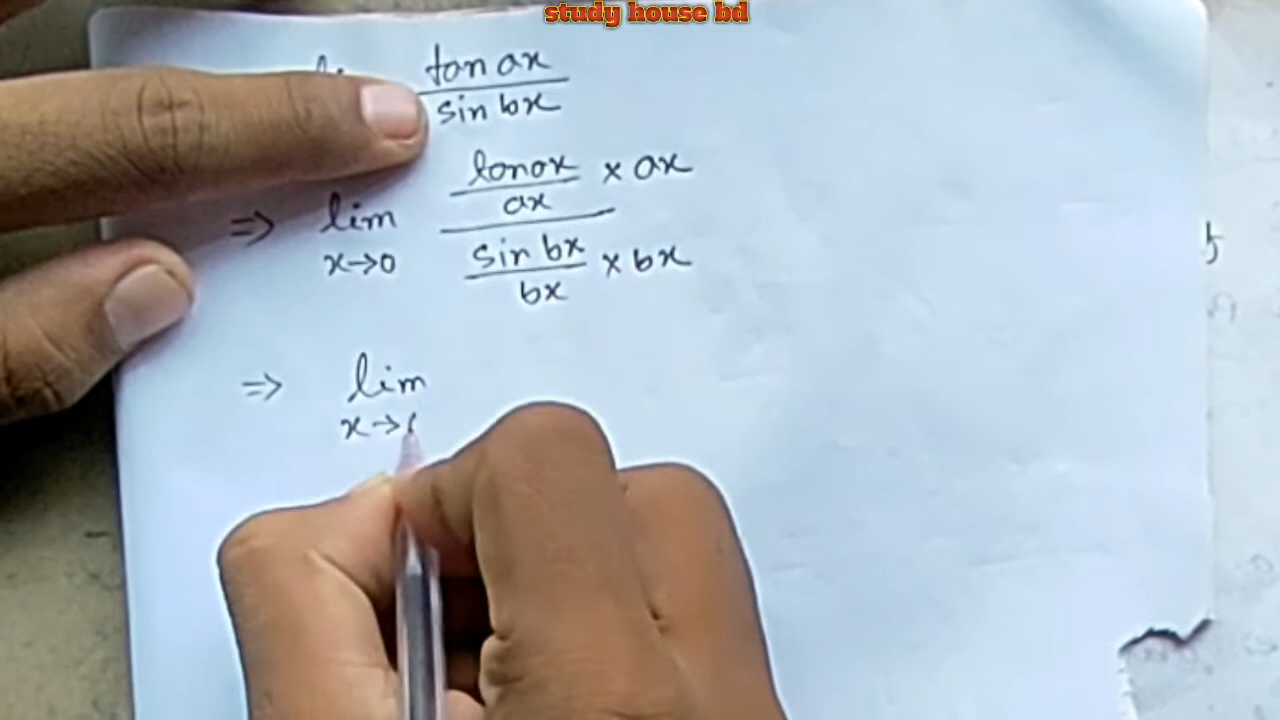 study house bd
tan ax
sin bx
tanax × ax
ax
=> lim
x→0
sin bx × bx
bx
=> lim
x→